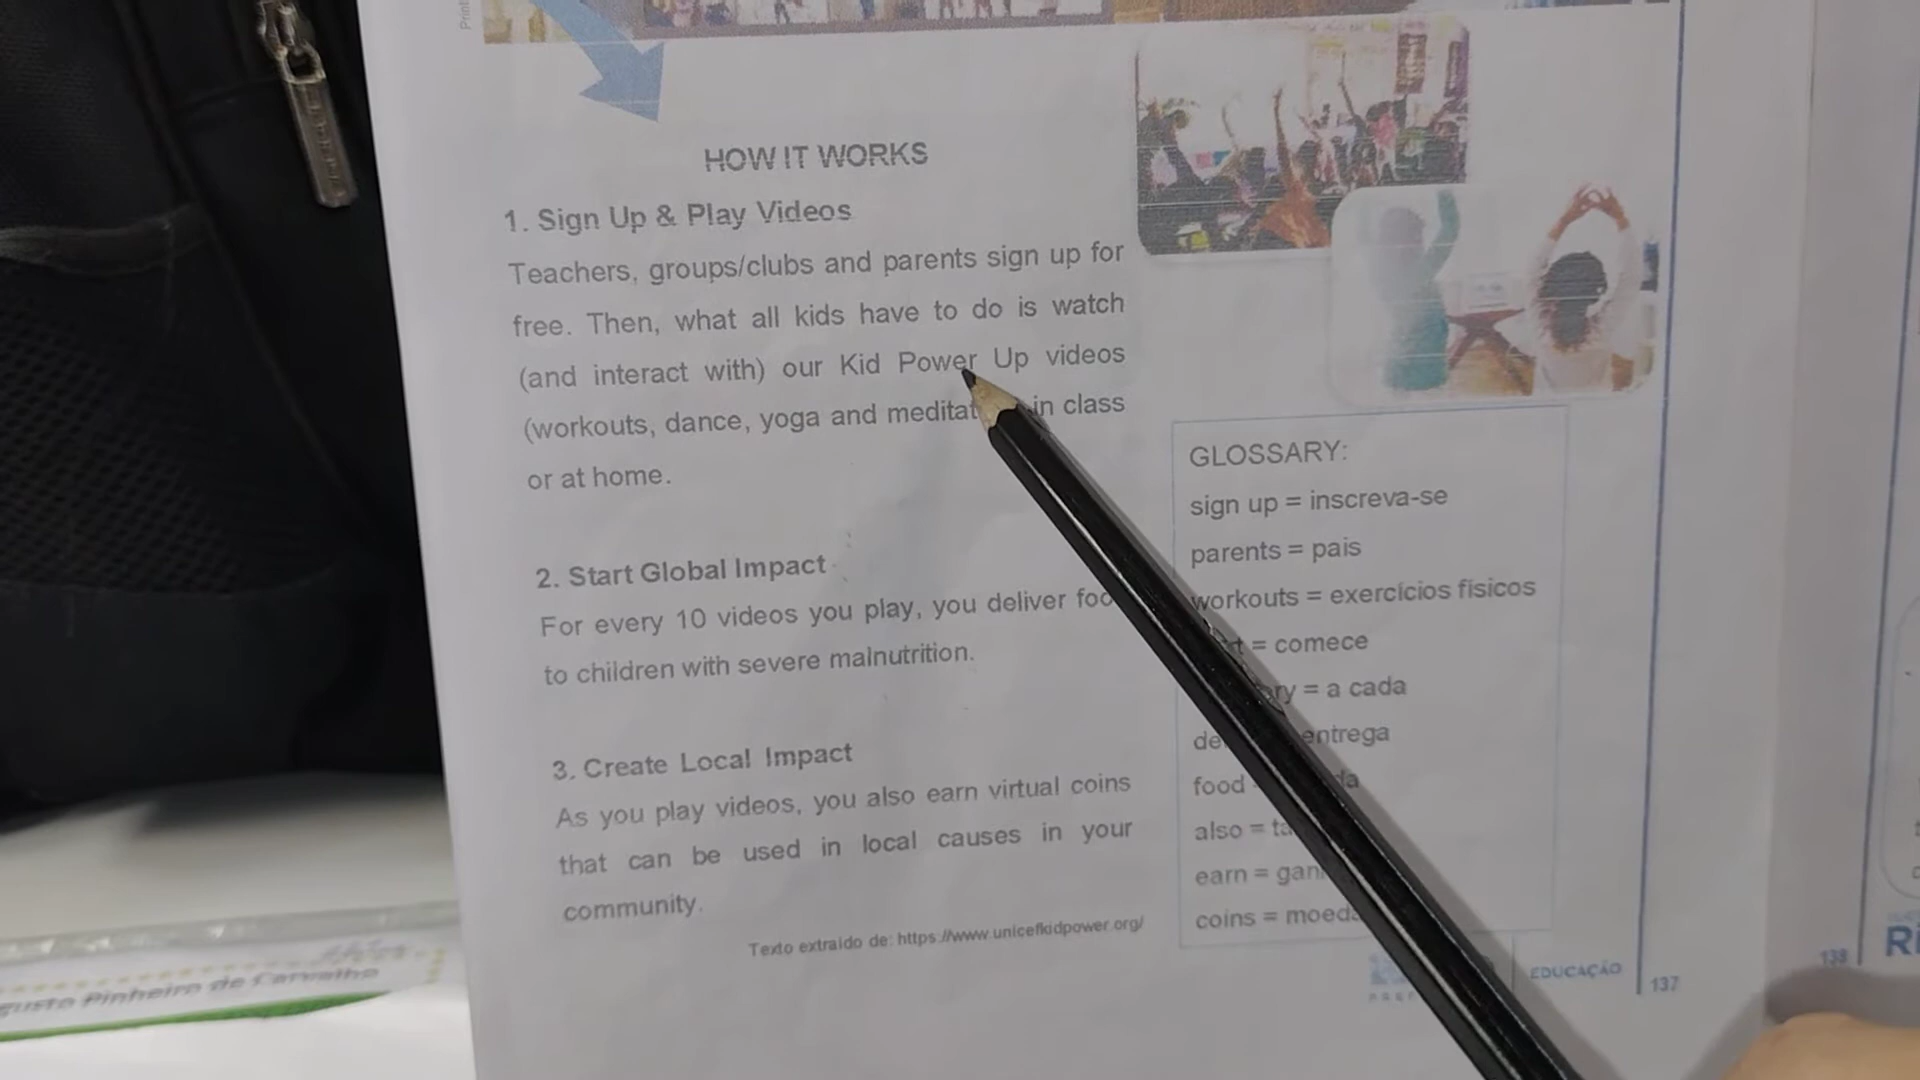 HOW IT WORKS
1. Sign Up & Play Videos
Teachers, groups/clubs and parents sign up for
free. Then, what all kids have to do is watch
(and interact with) our Kid Power Up videos
(workouts, dance, yoga and in class
or at home.
2. Start Global Impact
For every 10 videos you play, you deliver
to children with severe malnutrition.
3. Create Local Impact
As you play videos, you also earn virtual coins
that can be used in local causes in your
community.
Texto extraído de: https://www.unicefkidpower.org/
GLOSSARY:
sign up = inscreva-se
parents = pais
workouts = exercícios físicos
= comece
= a cada
entrega
food
also =
earn =
coins =
EDUCAÇÃO
137
138
Pinheiro de Carvalho